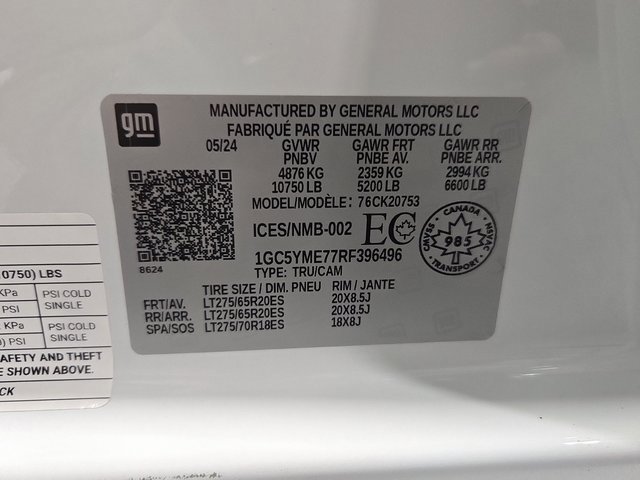 gm
MANUFACTURED BY GENERAL MOTORS LLC
FABRIQUÉ PAR GENERAL MOTORS LLC
05/24 GVWR GAWR FRT GAWR RR
PNBV PNBE AV. PNBE ARR.
4876 KG 2359 KG 2994 KG
10750 LB 5200 LB 6600 LB
MODEL/MODÈLE: 76CK20753
ICES/NMB-002 EC
CANADA
SVNAC 985 NSVAC
TRANSPORT
1GC5YME77RF396496
TYPE: TRU/CAM
8624
TIRE SIZE / DIM. PNEU RIM / JANTE
FRT/AV. LT275/65R20ES 20X8.5J
RR/ARR. LT275/65R20ES 20X8.5J
SPA/SOS LT275/70R18ES 18X8J
0750) LBS
KPa PSI COLD
PSI SINGLE
KPa PSI COLD
) PSI SINGLE
AFETY AND THEFT
E SHOWN ABOVE.
CK